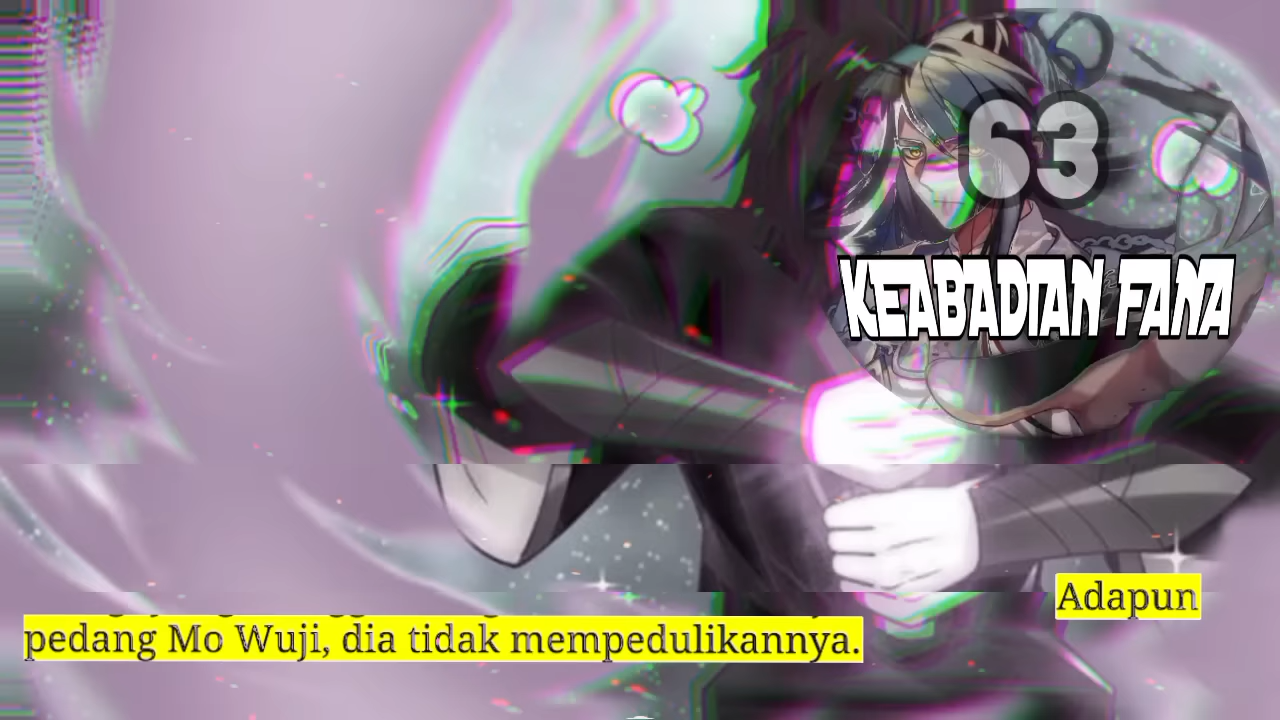 63
KEABADIAN FANA
Adapun
pedang Mo Wuji, dia tidak mempedulikannya.